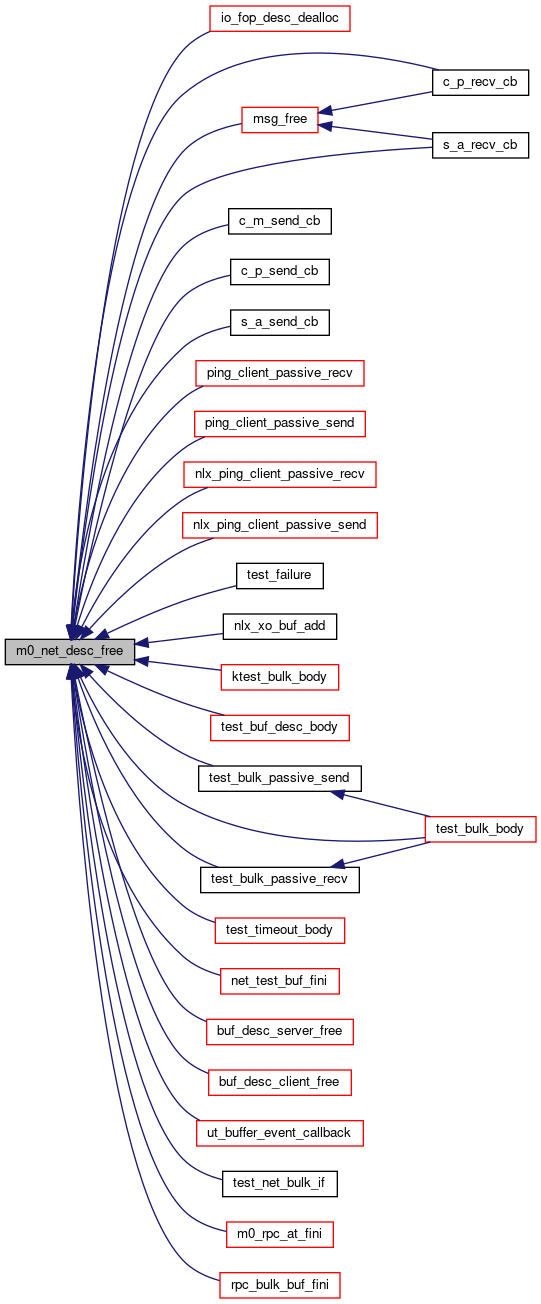 io_fop_desc_dealloc
c_p_recv_cb
msg_free
s_a_recv_cb
c_m_send_cb
c_p_send_cb
s_a_send_cb
ping_client_passive_recv
ping_client_passive_send
nlx_ping_client_passive_recv
nlx_ping_client_passive_send
test_failure
nlx_xo_buf_add
m0_net_desc_free
ktest_bulk_body
test_buf_desc_body
test_bulk_passive_send
test_bulk_body
test_bulk_passive_recv
test_timeout_body
net_test_buf_fini
buf_desc_server_free
buf_desc_client_free
ut_buffer_event_callback
test_net_bulk_if
m0_rpc_at_fini
rpc_bulk_buf_fini